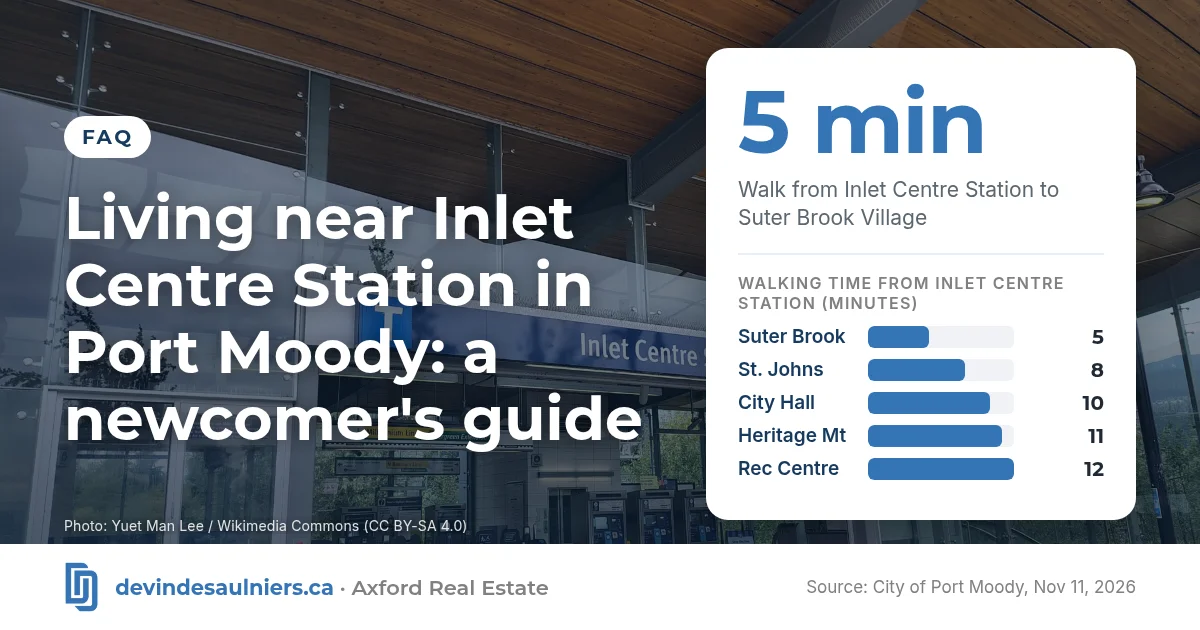 FAQ
Living near Inlet
Centre Station in
Port Moody: a
newcomer's guide
T
Inlet Centre
Photo: Yuet Man Lee / Wikimedia Commons (CC BY-SA 4.0)
5 min
Walk from Inlet Centre Station to
Suter Brook Village
WALKING TIME FROM INLET CENTRE
STATION (MINUTES)
Suter Brook 5
St. Johns 8
City Hall 10
Heritage Mt 11
Rec Centre 12
devindesaulniers.ca · Axford Real Estate
Source: City of Port Moody, Nov 11, 2026